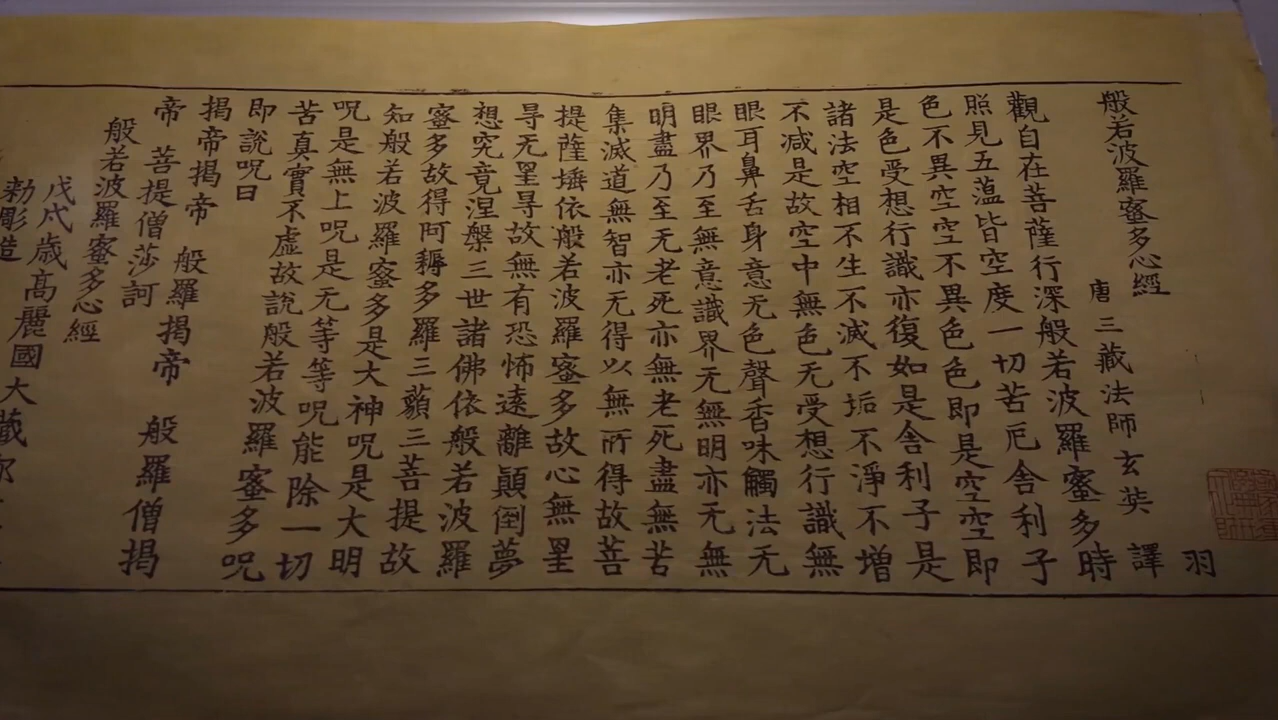 般若波羅蜜多心經
羽
唐三藏法師玄奘譯
觀自在菩薩行深般若波羅蜜多時
照見五蕰皆空度一切苦厄舍利子
色不異空空不異色色即是空空即
是色受想行識亦復如是舍利子是
諸法空相不生不滅不垢不淨不增
不减是故空中無色无受想行識無
眼耳鼻舌身意无色聲香味觸法无
眼界乃至無意識界无無明亦无無
明盡乃至无老死亦無老死盡無苦
集滅道無智亦无得以無所得故菩
提薩埵依般若波羅蜜多故心無罣
㝵无罣㝵故無有恐怖遠離顛倒夢
想究竟涅槃三世諸佛依般若波羅
蜜多故得阿耨多羅三藐三菩提故
知般若波羅蜜多是大神呪是大明
呪是無上呪是无等等呪能除一切
苦真實不虛故說般若波羅蜜多呪
即說呪曰
揭帝揭帝 般羅揭帝 般羅僧揭
帝 菩提僧莎訶
般若波羅蜜多心經
戊戌歳高麗國大藏
勑彫造